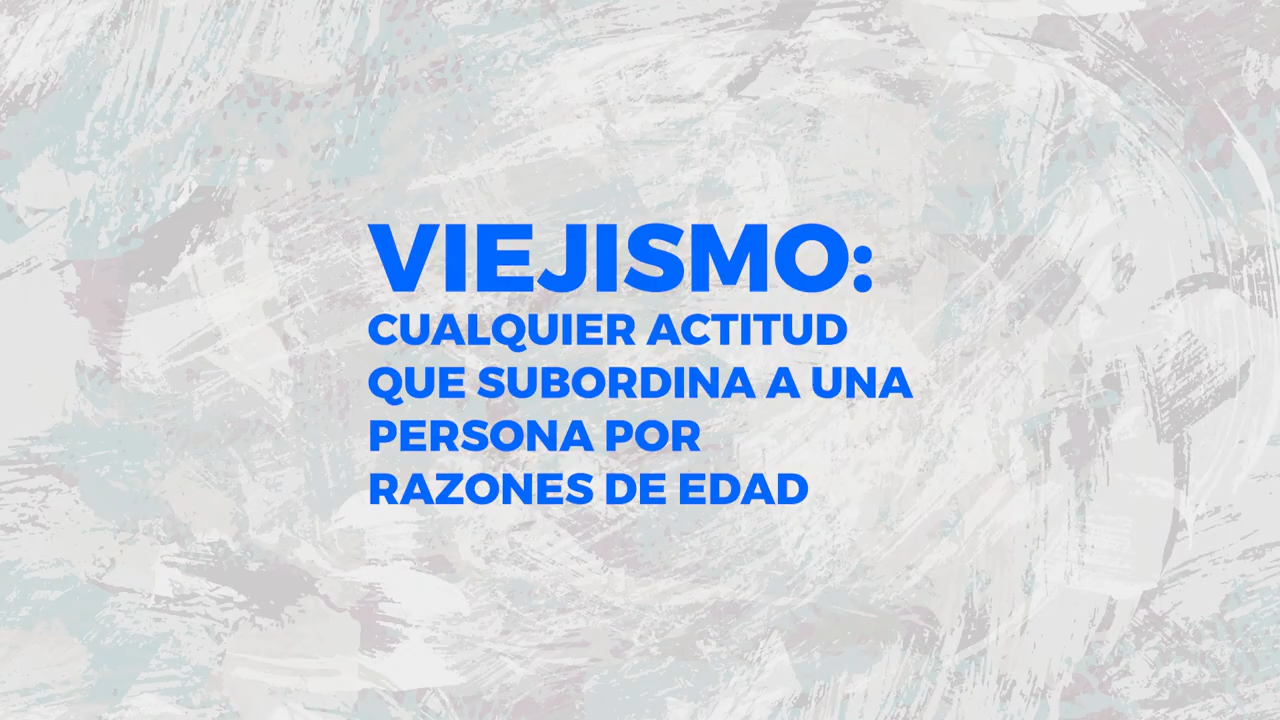 VIEJISMO:
CUALQUIER ACTITUD
QUE SUBORDINA A UNA
PERSONA POR
RAZONES DE EDAD